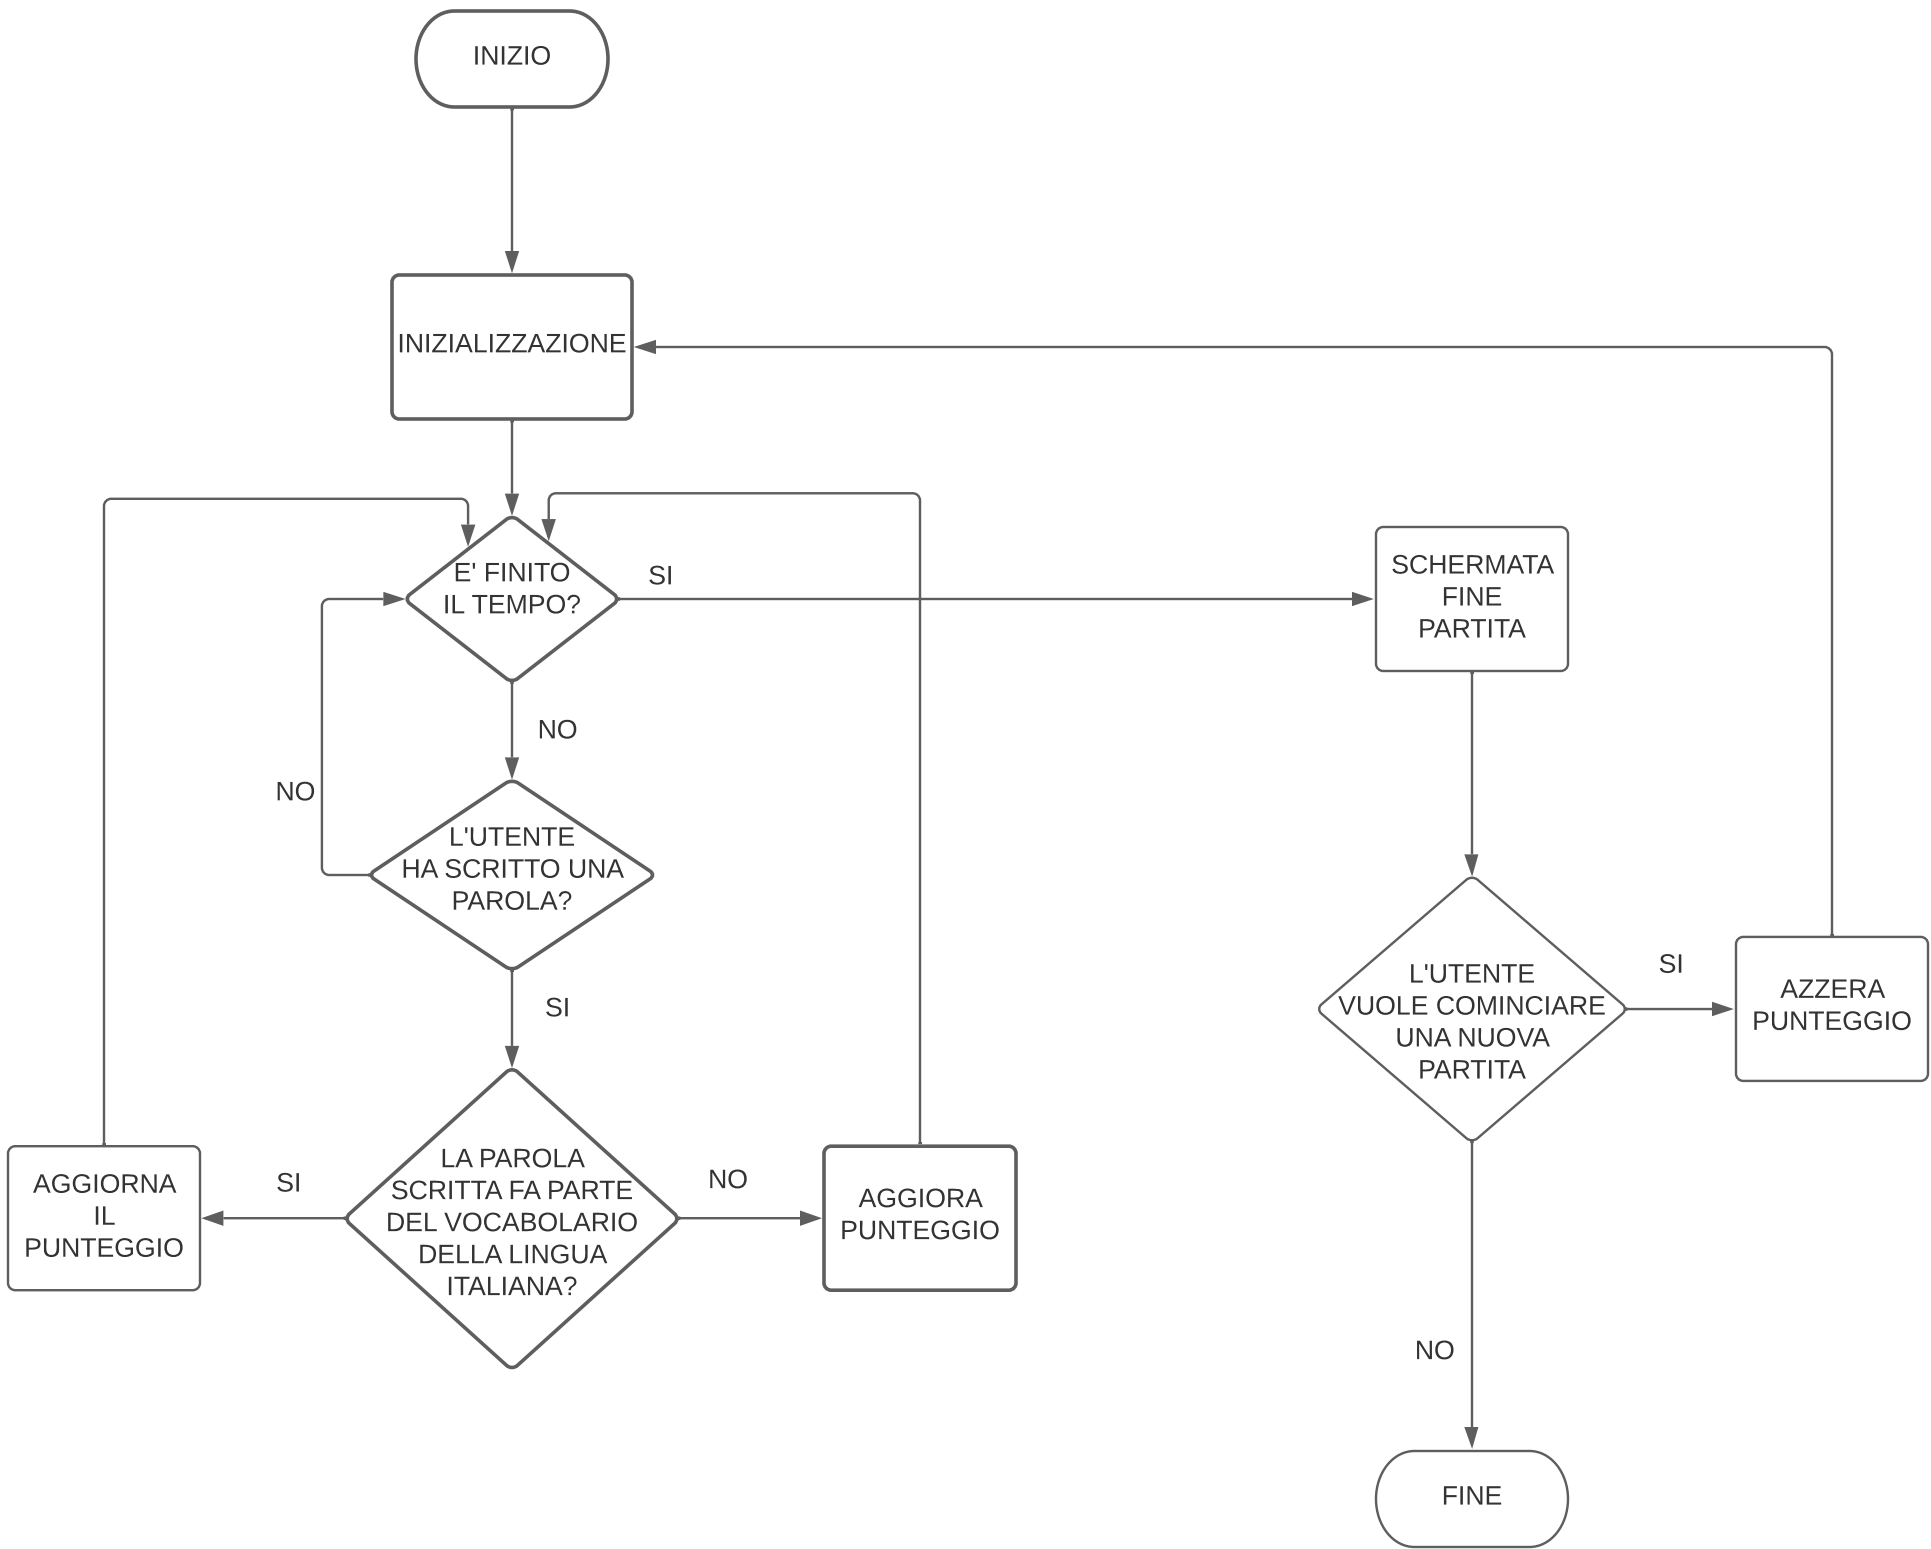 INIZIO
INIZIALIZZAZIONE
E' FINITO
IL TEMPO?
SI
SCHERMATA
FINE
PARTITA
NO
NO
L'UTENTE
HA SCRITTO UNA
PAROLA?
SI
L'UTENTE
VUOLE COMINCIARE
UNA NUOVA
PARTITA
SI
AZZERA
PUNTEGGIO
LA PAROLA
SCRITTA FA PARTE
DEL VOCABOLARIO
DELLA LINGUA
ITALIANA?
SI
AGGIORNA
IL
PUNTEGGIO
NO
AGGIORA
PUNTEGGIO
NO
FINE